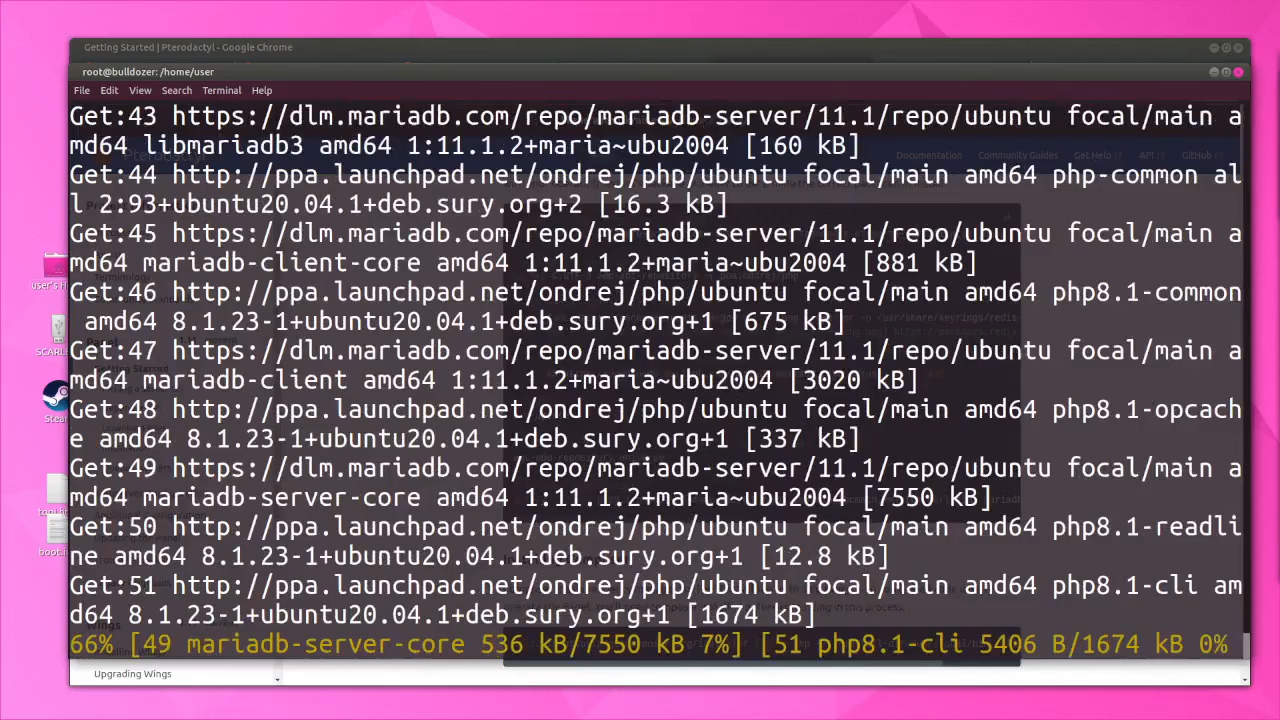 Getting Started | Pterodactyl - Google Chrome
root@bulldozer: /home/user
File Edit View Search Terminal Help
Get:43 https://dlm.mariadb.com/repo/mariadb-server/11.1/repo/ubuntu focal/main a
md64 libmariadb3 amd64 1:11.1.2+maria~ubu2004 [160 kB]
Documentation Community Guides Get Help API GitHub
Get:44 http://ppa.launchpad.net/ondrej/php/ubuntu focal/main amd64 php-common al
l 2:93+ubuntu20.04.1+deb.sury.org+2 [16.3 kB]
Get:45 https://dlm.mariadb.com/repo/mariadb-server/11.1/repo/ubuntu focal/main a
md64 mariadb-client-core amd64 1:11.1.2+maria~ubu2004 [881 kB]
Get:46 http://ppa.launchpad.net/ondrej/php/ubuntu focal/main amd64 php8.1-common
amd64 8.1.23-1+ubuntu20.04.1+deb.sury.org+1 [675 kB]
Get:47 https://dlm.mariadb.com/repo/mariadb-server/11.1/repo/ubuntu focal/main a
md64 mariadb-client amd64 1:11.1.2+maria~ubu2004 [3020 kB]
Get:48 http://ppa.launchpad.net/ondrej/php/ubuntu focal/main amd64 php8.1-opcach
e amd64 8.1.23-1+ubuntu20.04.1+deb.sury.org+1 [337 kB]
Get:49 https://dlm.mariadb.com/repo/mariadb-server/11.1/repo/ubuntu focal/main a
md64 mariadb-server-core amd64 1:11.1.2+maria~ubu2004 [7550 kB]
Get:50 http://ppa.launchpad.net/ondrej/php/ubuntu focal/main amd64 php8.1-readli
ne amd64 8.1.23-1+ubuntu20.04.1+deb.sury.org+1 [12.8 kB]
Get:51 http://ppa.launchpad.net/ondrej/php/ubuntu focal/main amd64 php8.1-cli am
d64 8.1.23-1+ubuntu20.04.1+deb.sury.org+1 [1674 kB]
66% [49 mariadb-server-core 536 kB/7550 kB 7%] [51 php8.1-cli 5406 B/1674 kB 0%
Upgrading Wings
user's H
SCARL
Stea